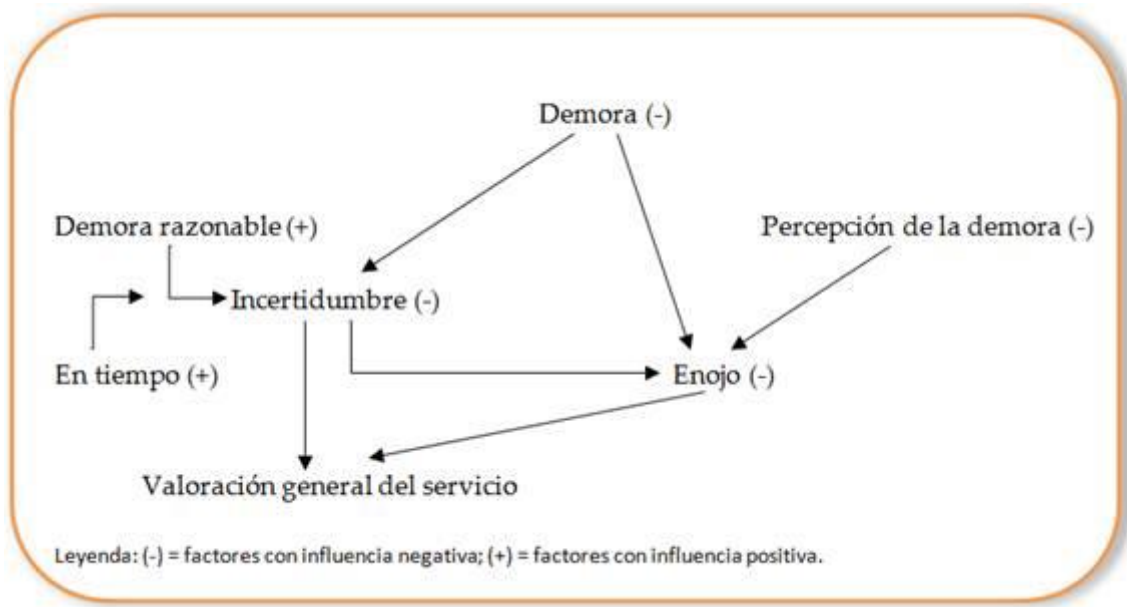 Demora (-)
Demora razonable (+)
Percepción de la demora (-)
Incertidumbre (-)
En tiempo (+)
Enojo (-)
Valoración general del servicio
Leyenda: (-) = factores con influencia negativa; (+) = factores con influencia positiva.